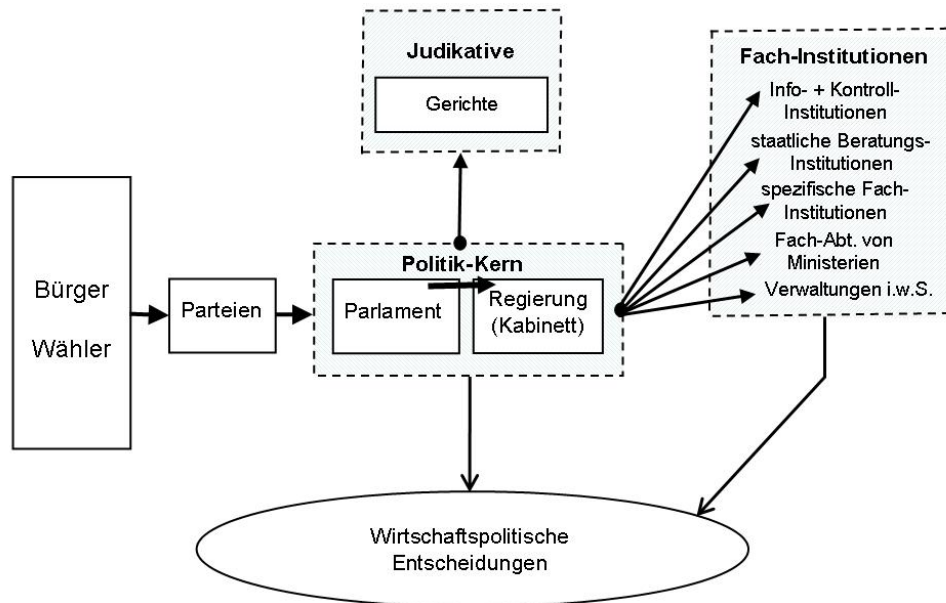 Judikative
Gerichte
Fach-Institutionen
Info- + Kontroll-
Institutionen
staatliche Beratungs-
Institutionen
spezifische Fach-
Institutionen
Fach-Abt. von
Ministerien
Verwaltungen i.w.S.
Bürger
Wähler
Parteien
Politik-Kern
Parlament
Regierung
(Kabinett)
Wirtschaftspolitische
Entscheidungen